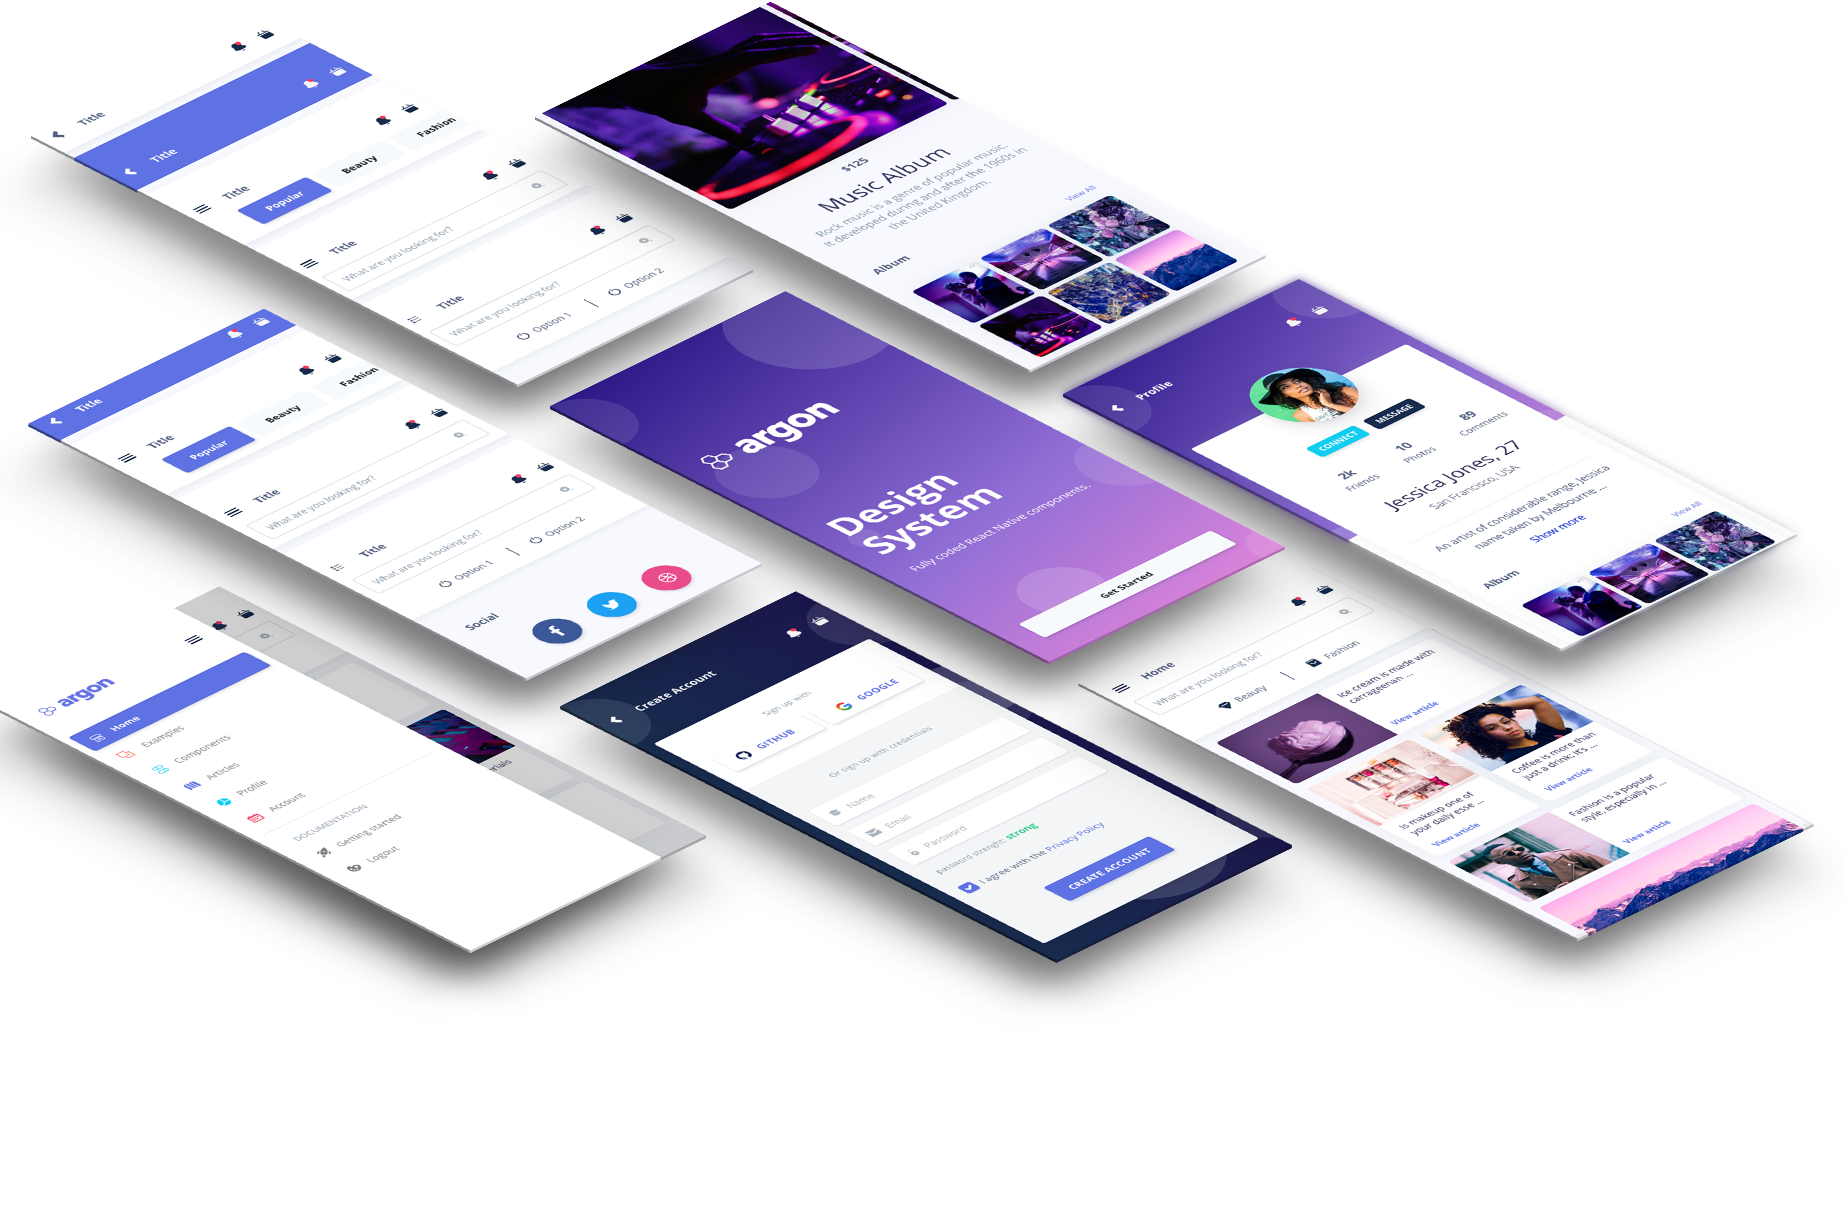 Title
Title
Title
Popular
Beauty
Fashion
Title
What are you looking for?
Title
What are you looking for?
Option 1
Option 2
$125
Music Album
Rock music is a genre of popular music.
It developed during and after the 1960s in
the United Kingdom.
Album
View All
Title
Title
Popular
Beauty
Fashion
Title
What are you looking for?
Title
What are you looking for?
Option 1
Option 2
Social
argon
Design
System
Fully coded React Native components.
Get Started
Profile
CONNECT
MESSAGE
2k
Friends
10
Photos
89
Comments
Jessica Jones, 27
San Francisco, USA
An artist of considerable range, Jessica
name taken by Melbourne ...
Show more
Album
View All
argon
Home
Examples
Components
Articles
Profile
Account
DOCUMENTATION
Getting started
Logout
Create Account
Sign up with
GITHUB
GOOGLE
Or sign up with credentials
Name
Email
Password
password strenght: strong
I agree with the Privacy Policy
CREATE ACCOUNT
Home
What are you looking for?
Beauty
Fashion
Ice cream is made with
carrageenan ...
View article
Is makeup one of
your daily esse ...
View article
Coffee is more than
just a drink: It's ...
View article
Fashion is a popular
style, especially in ...
View article